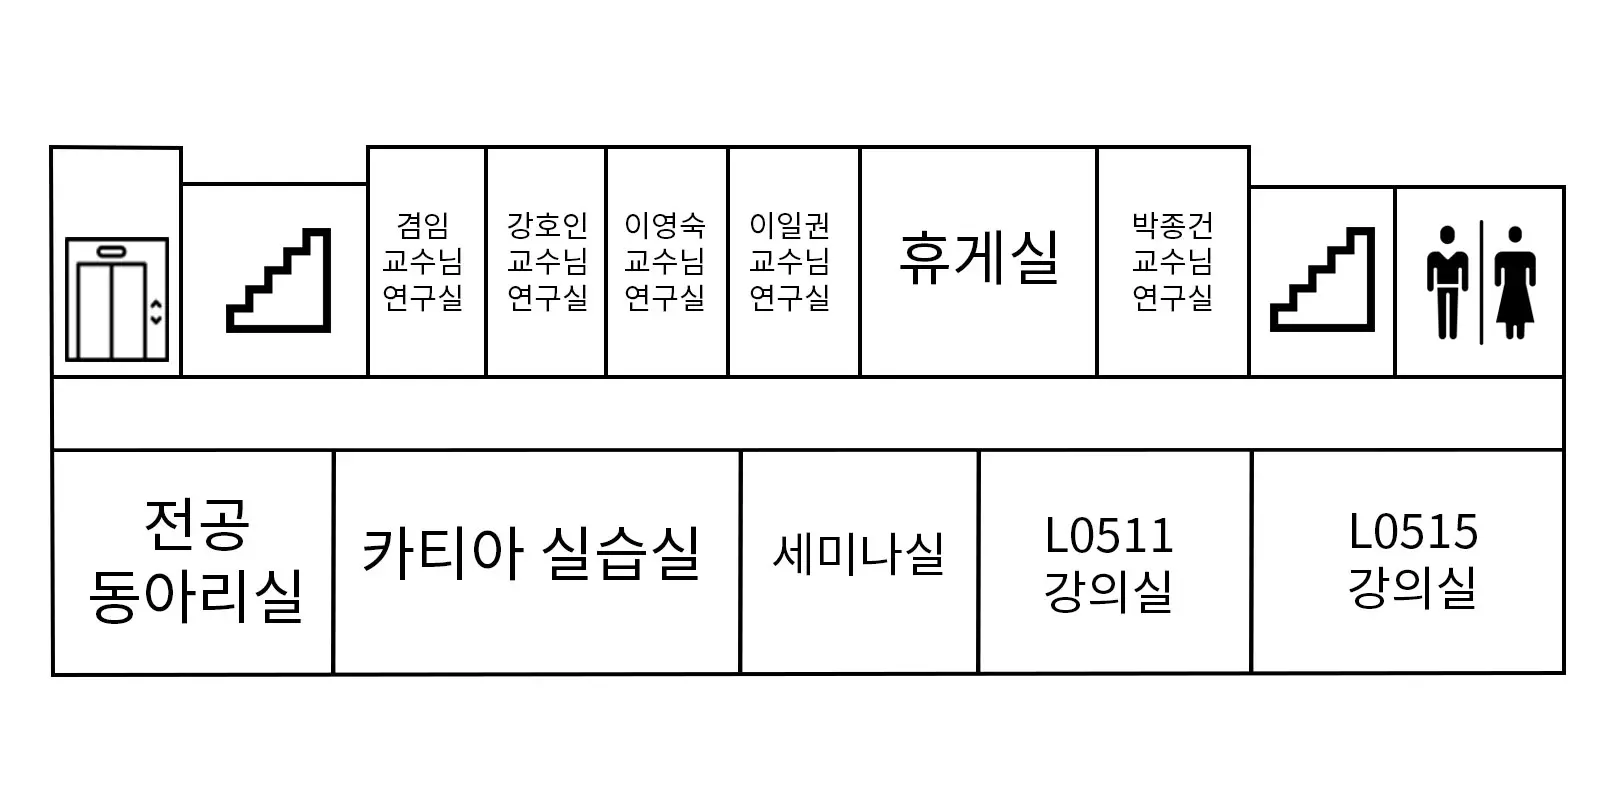 겸임
교수님
연구실
강호인
교수님
연구실
이영숙
교수님
연구실
이일권
교수님
연구실
휴게실
박종건
교수님
연구실
전공
동아리실
카티아 실습실
세미나실
L0511
강의실
L0515
강의실